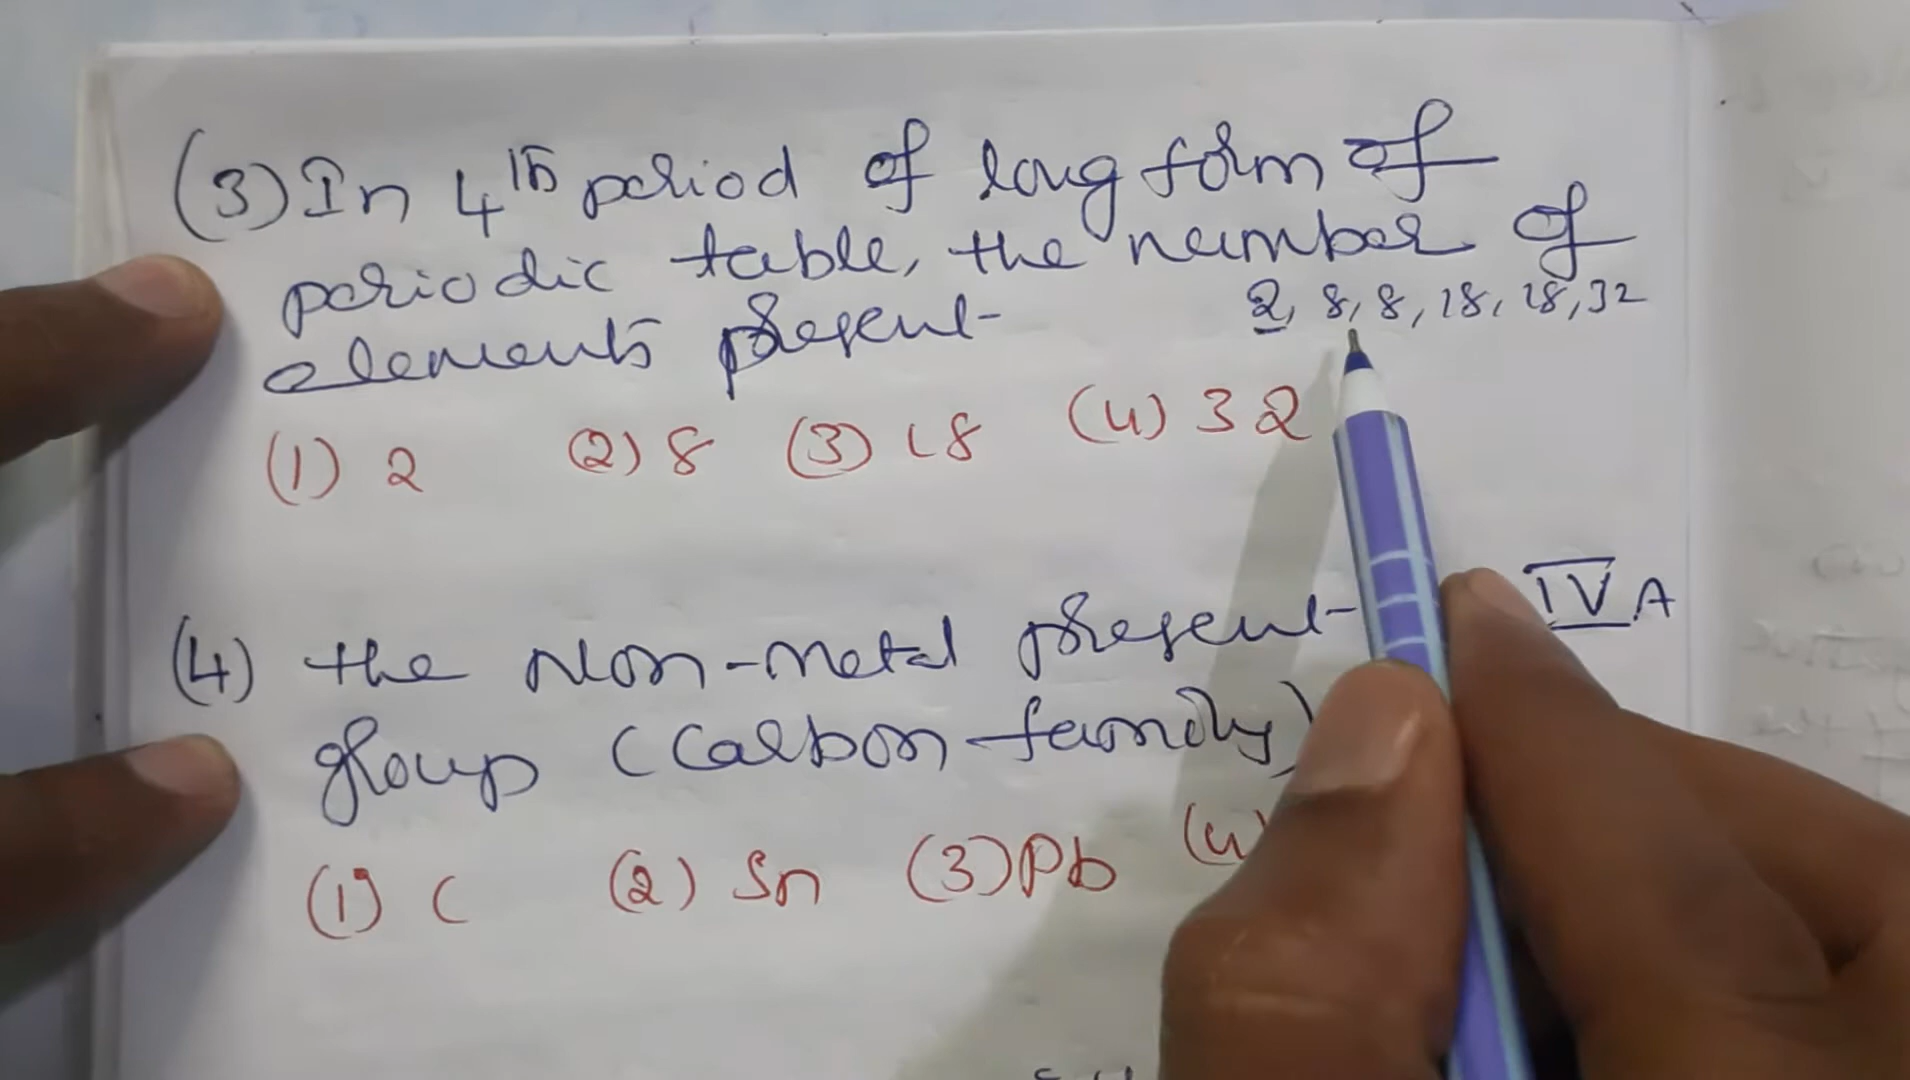 (3) In 4th period of long form of
periodic table, the number of
elements present-
2, 8, 8, 18, 18, 32
(1) 2 (2) 8 (3) 18 (4) 32
(4) the Non-metal present- IV A
group (Carbon family)
(1) C (2) Sn (3) Pb (4)